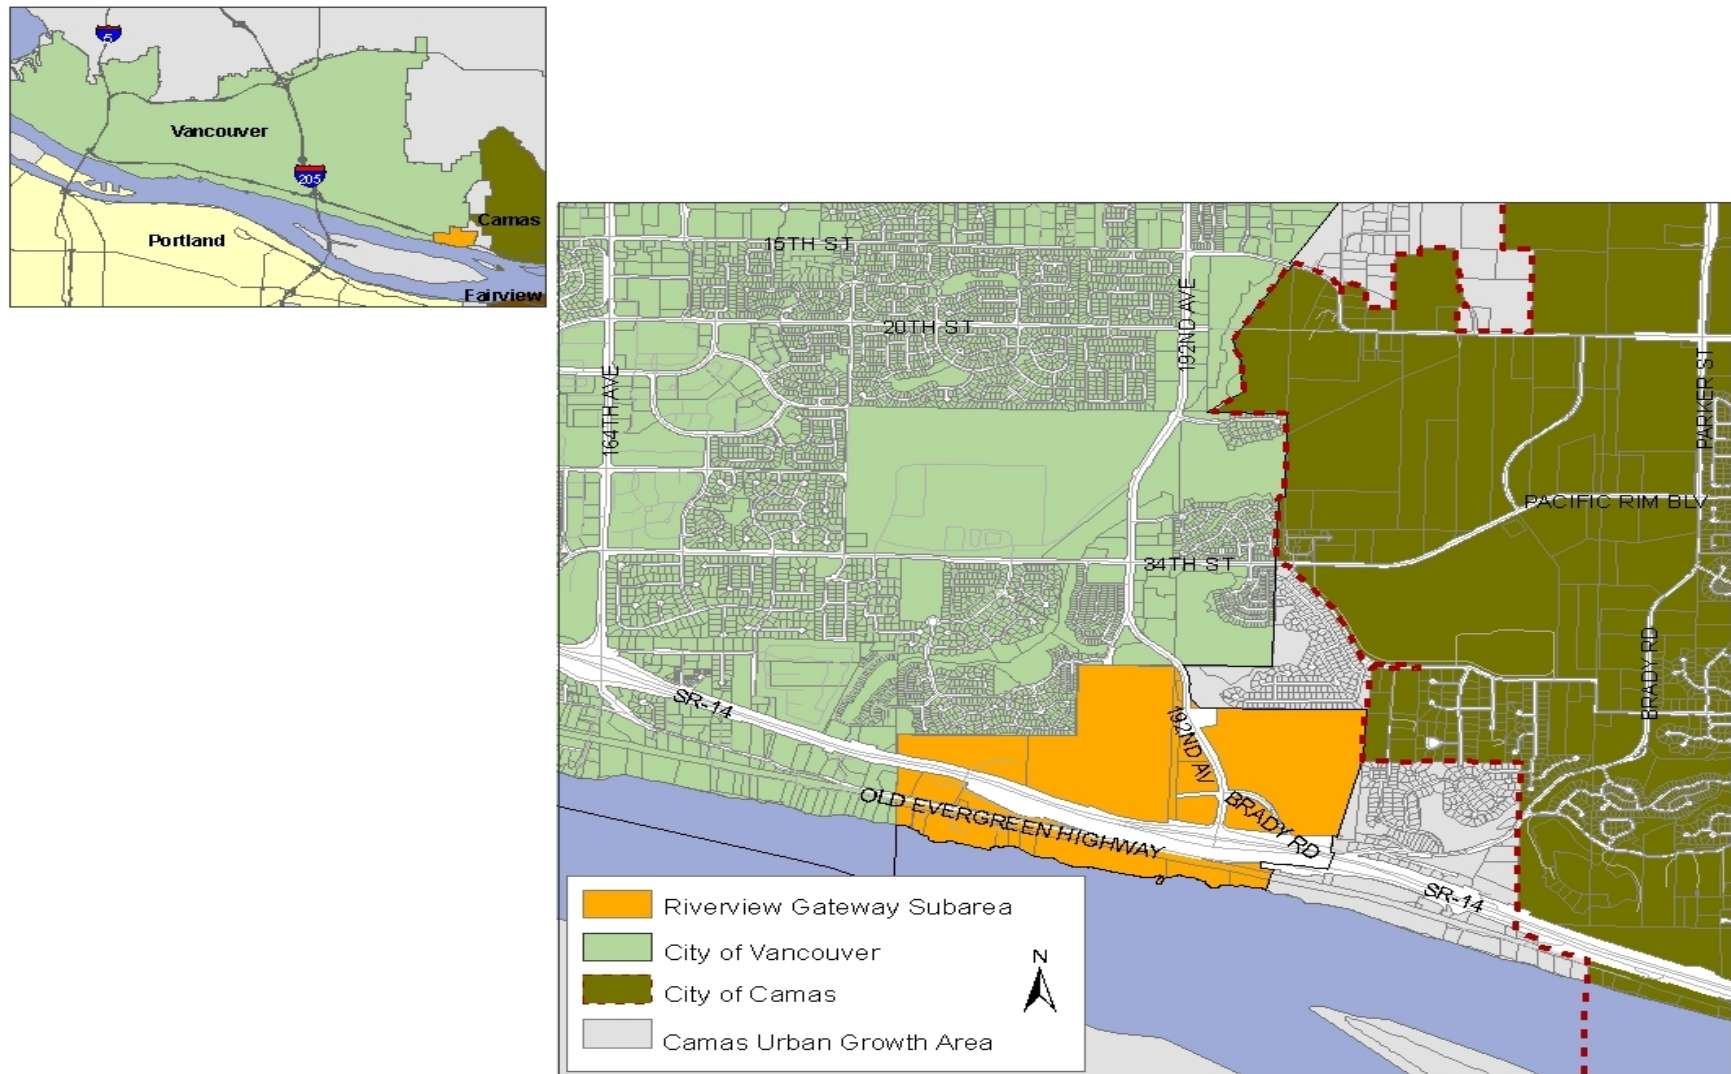 5
Vancouver
205
Camas
Portland
Fairview
15TH ST
192ND AVE
20TH ST
164TH AVE
PARKER ST
PACIFIC RIM BLV
34TH ST
BRADY RD
SR-14
192ND AV
OLD EVERGREEN HIGHWAY
BRADY RD
SR-14
Riverview Gateway Subarea
City of Vancouver
N
City of Camas
Camas Urban Growth Area